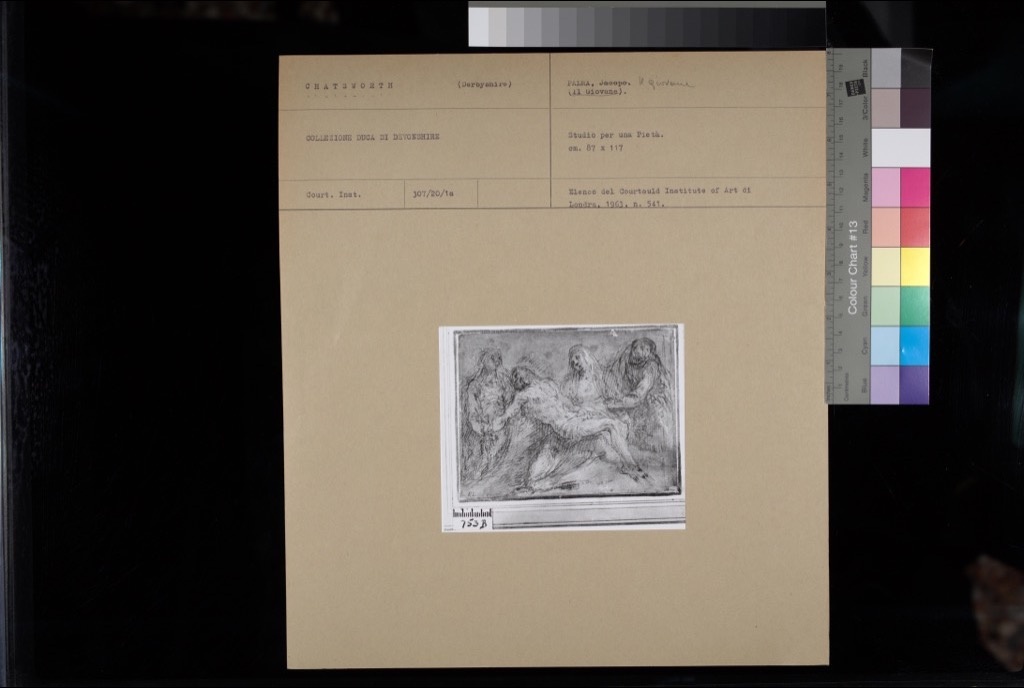 CHATSWORTH (Derbyshire)
PALMA, Jacopo. Il Giovane
(Il Giovane).
COLLEZIONE DUCA DI DEVONSHIRE
Studio per una Pietà.
cm. 87 x 117
Court. Inst. 307/20/1a
Elenco del Courtauld Institute of Art di
Londra, 1963, n. 541.
753B
Colour Chart #13
Blue
Cyan
Green
Yellow
Red
Magenta
White
3/Color
Black